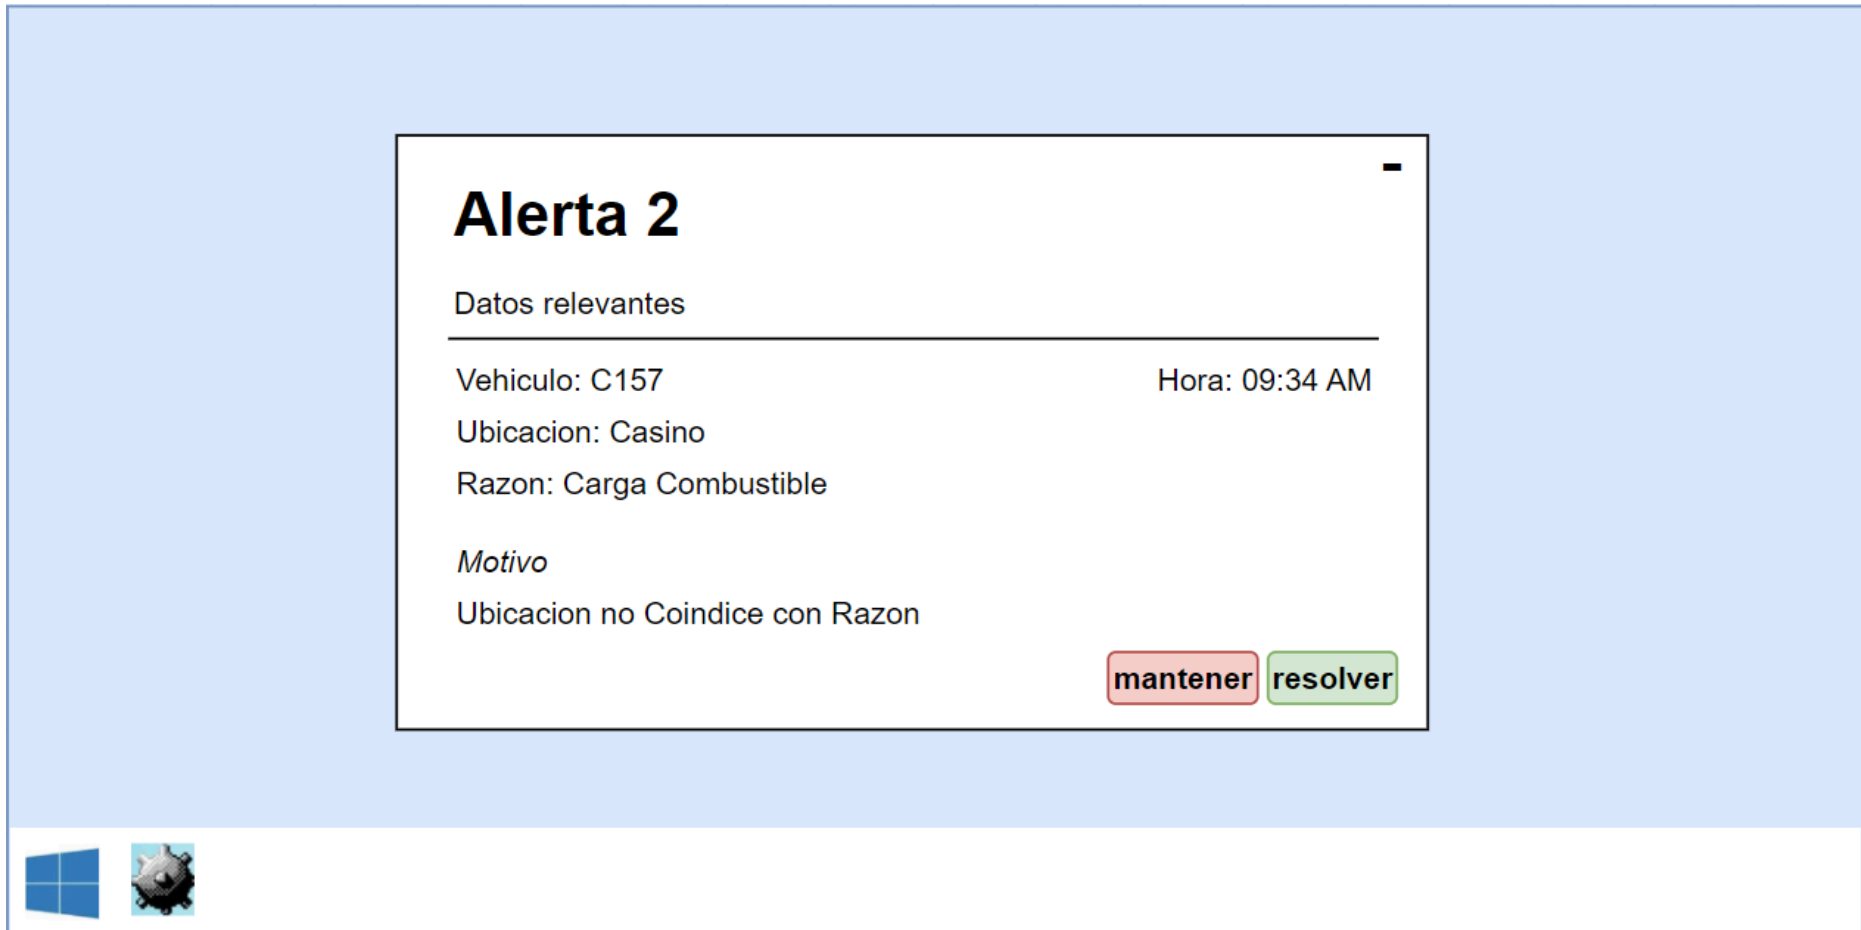 -
Alerta 2
Datos relevantes
Vehiculo: C157 Hora: 09:34 AM
Ubicacion: Casino
Razon: Carga Combustible
Motivo
Ubicacion no Coindice con Razon
mantener resolver